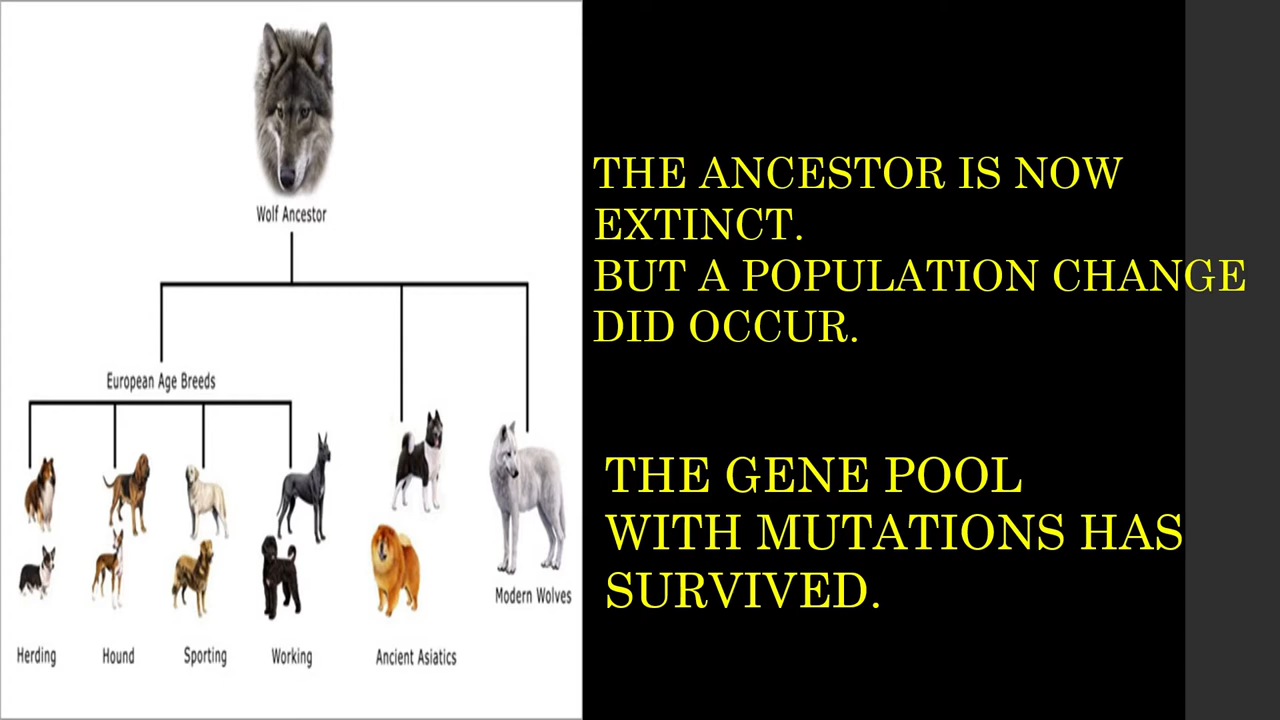 Wolf Ancestor
European Age Breeds
Modern Wolves
Herding
Hound
Sporting
Working
Ancient Asiatics
THE ANCESTOR IS NOW
EXTINCT.
BUT A POPULATION CHANGE
DID OCCUR.
THE GENE POOL
WITH MUTATIONS HAS
SURVIVED.